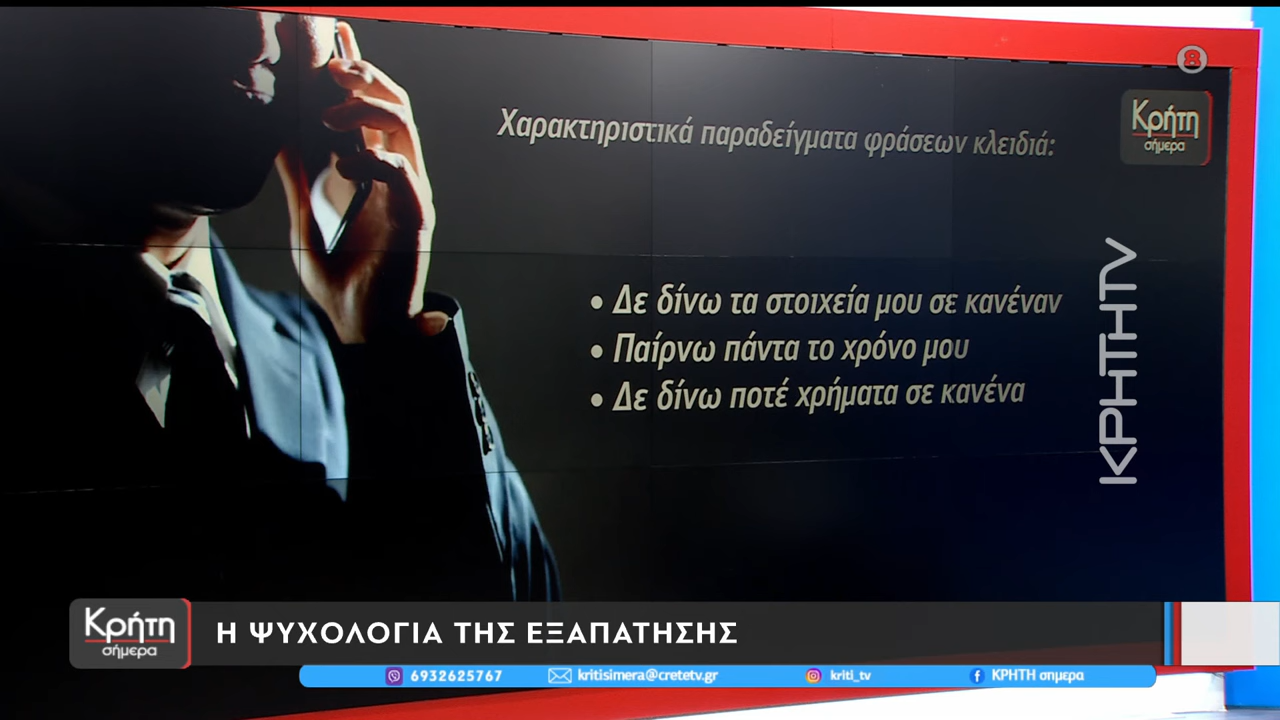 8
Κρήτη
σήμερα
Χαρακτηριστικά παραδείγματα φράσεων κλειδιά:
ΚΡΗΤΗTV
• Δε δίνω τα στοιχεία μου σε κανέναν
• Παίρνω πάντα το χρόνο μου
• Δε δίνω ποτέ χρήματα σε κανένα
Κρήτη
σήμερα
Η ΨΥΧΟΛΟΓΙΑ ΤΗΣ ΕΞΑΠΑΤΗΣΗΣ
6932625767 kritisimera@cretetv.gr kriti_tv ΚΡΗΤΗ σημερα